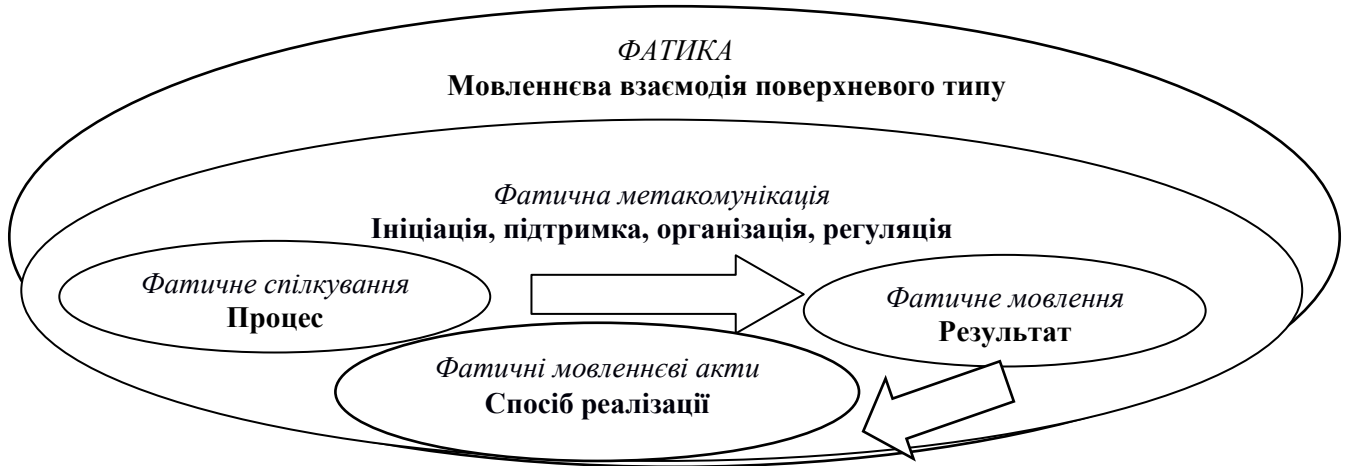 ФАТИКА
Мовленнєва взаємодія поверхневого типу
Фатична метакомунікація
Ініціація, підтримка, організація, регуляція
Фатичне спілкування
Процес
Фатичне мовлення
Результат
Фатичні мовленнєві акти
Спосіб реалізації